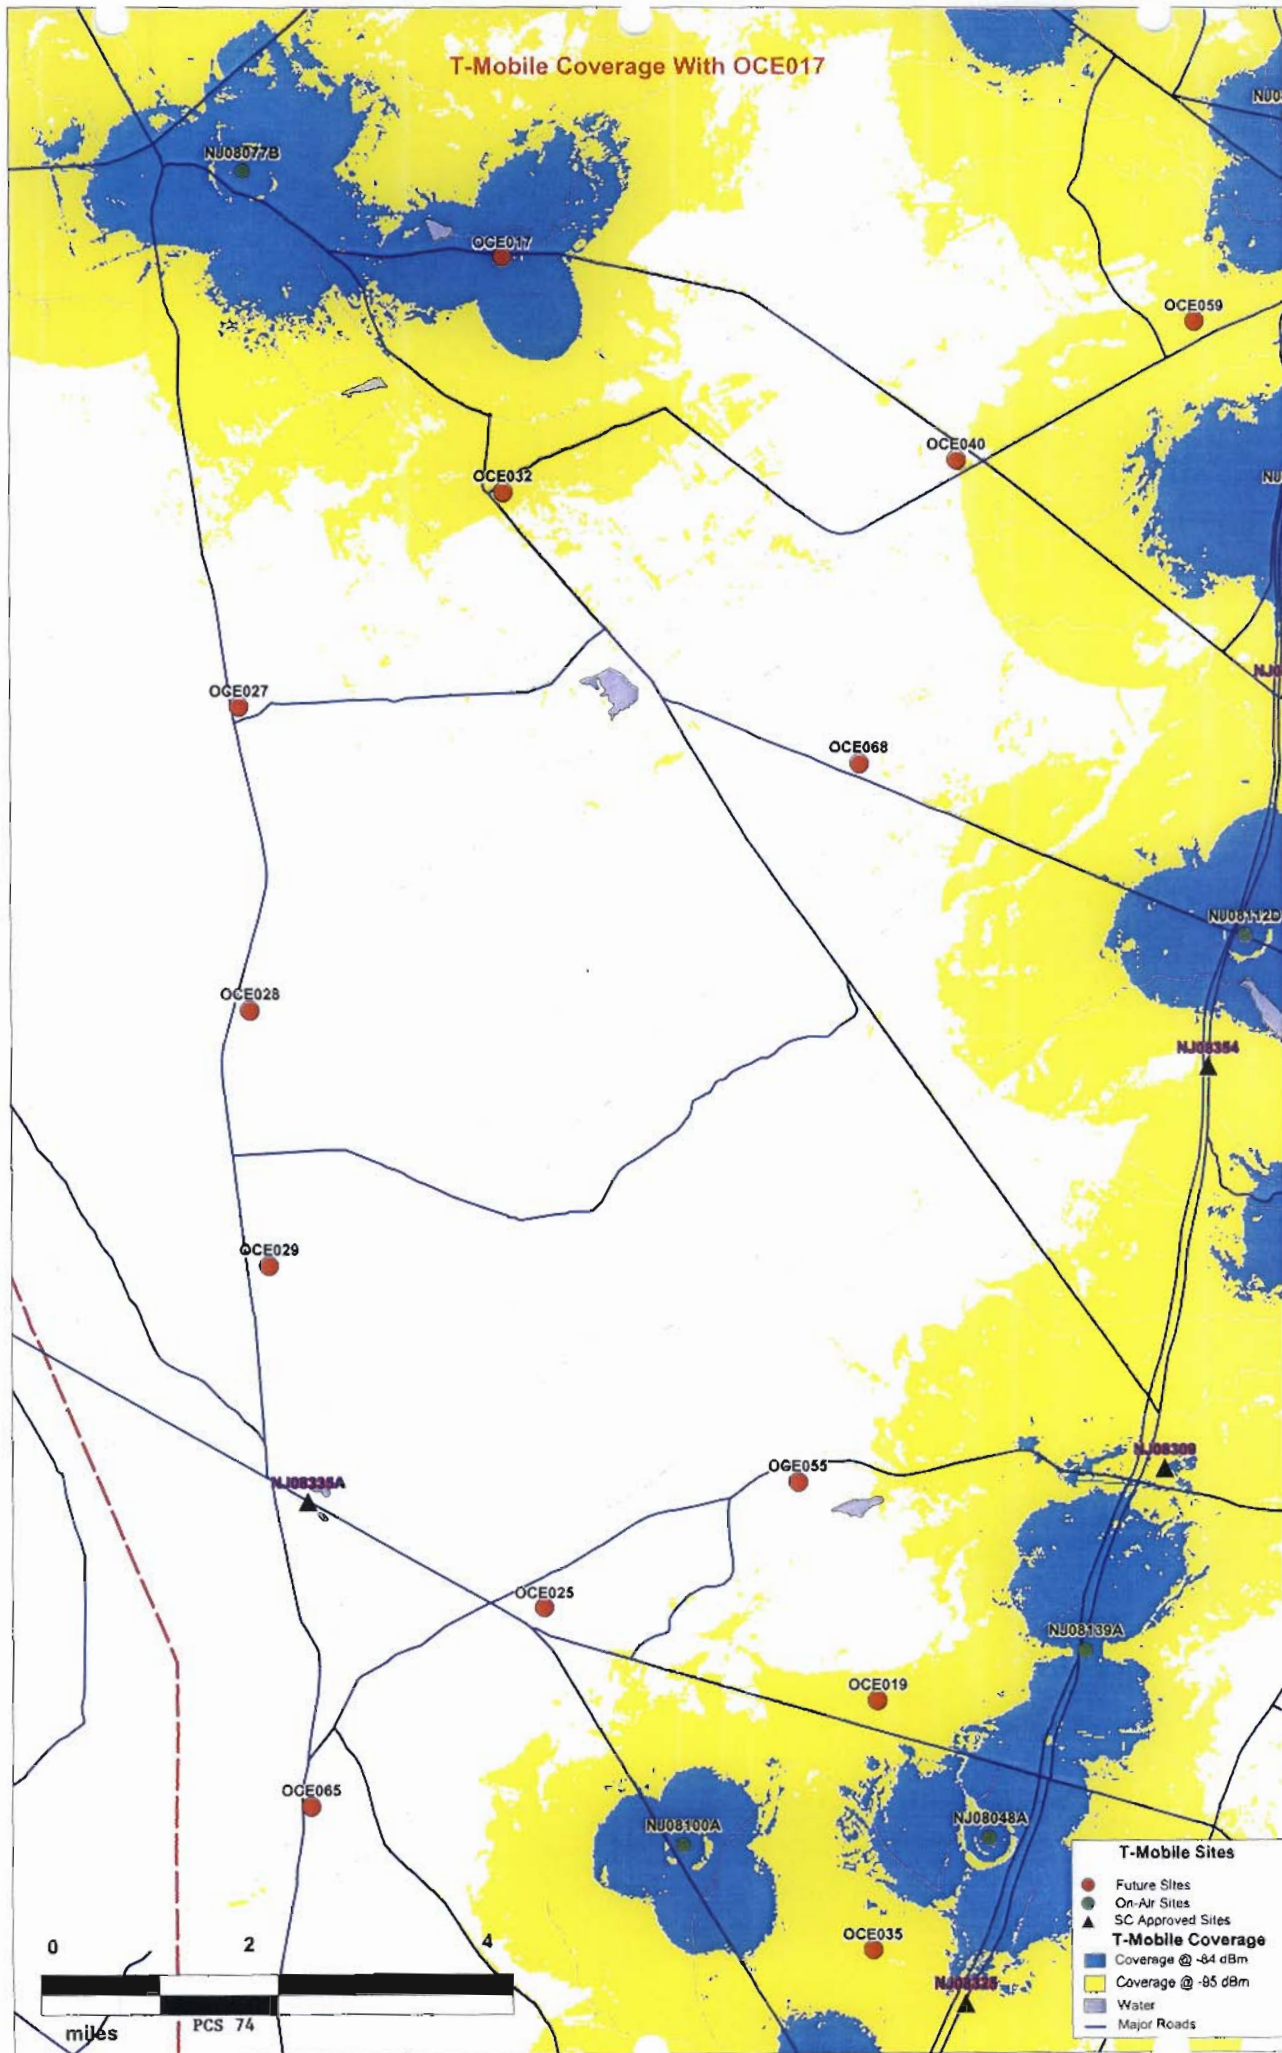 T-Mobile Coverage With OCE017
NJ08077B
OCE017
OCE059
OCE040
OCE032
OCE027
OCE068
NJ08112D
OCE028
NJ08354
OCE029
NJ08309
OCE055
NJ08335A
OCE025
NJ08139A
OCE019
OCE065
NJ08100A
NJ08048A
OCE035
NJ08325
T-Mobile Sites
Future Sites
On-Air Sites
SC Approved Sites
T-Mobile Coverage
Coverage @ -84 dBm
Coverage @ -95 dBm
Water
Major Roads
0 2 4
miles
PCS 74